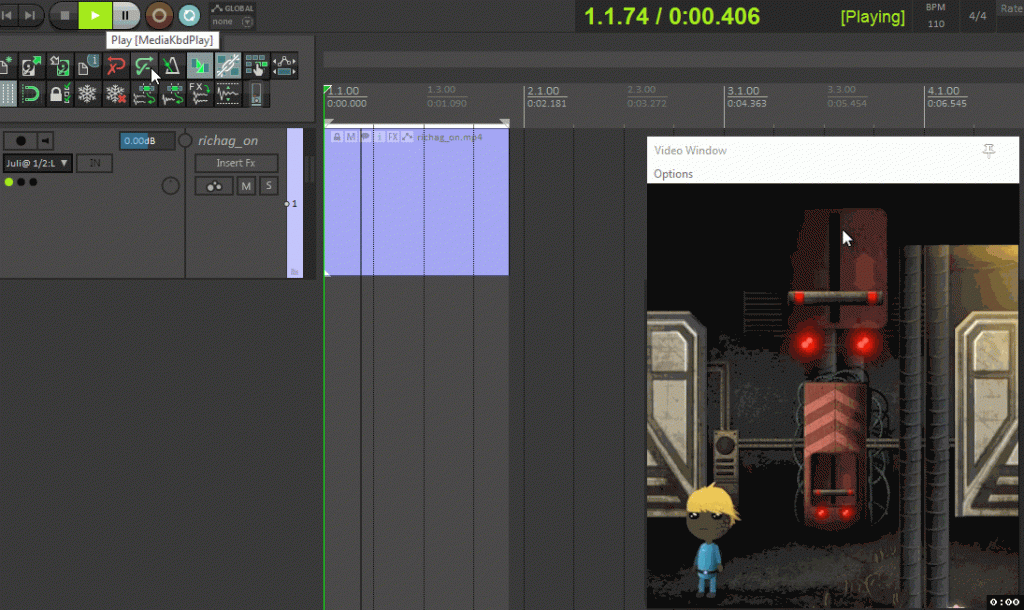 GLOBAL
none
1.1.74 / 0:00.406
[Playing]
BPM
110
4/4
Rate
Play [MediaKbdPlay]
FX
1.1.00
0:00.000
1.3.00
0:01.090
2.1.00
0:02.181
2.3.00
0:03.272
3.1.00
0:04.363
3.3.00
0:05.454
4.1.00
0:06.545
0.00dB
richag_on
M
FX
richag_on.mp4
Juli@ 1/2:L
IN
Insert Fx
M
S
1
Video Window
Options
0:00